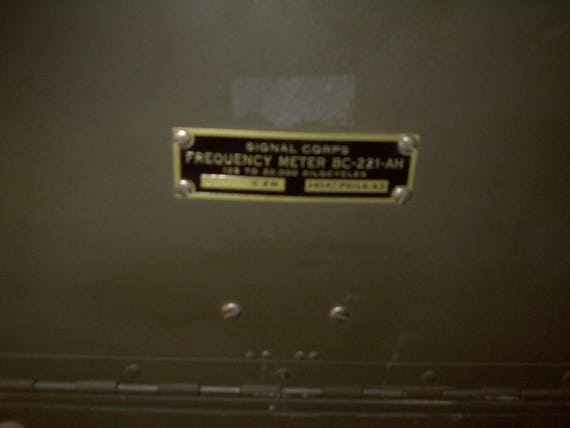 SIGNAL CORPS
FREQUENCY METER BC-221-AH
125 TO 20,000 KILOCYCLES
PHILA. 43